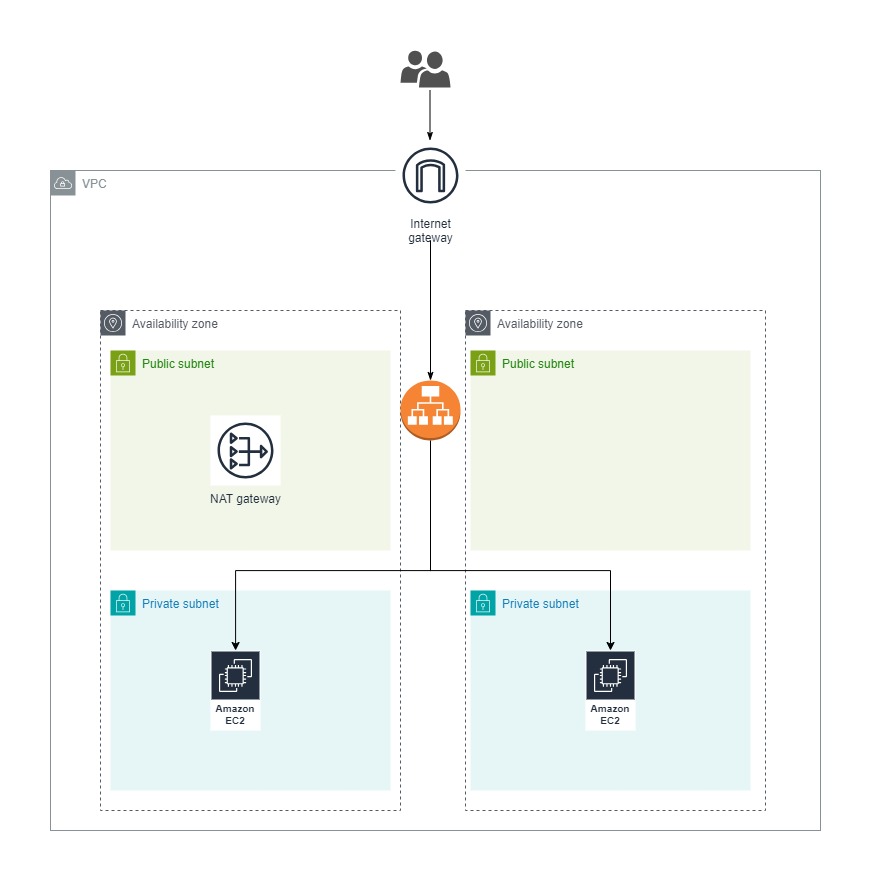 VPC
Internet
gateway
Availability zone
Availability zone
Public subnet
Public subnet
NAT gateway
Private subnet
Private subnet
Amazon
EC2
Amazon
EC2